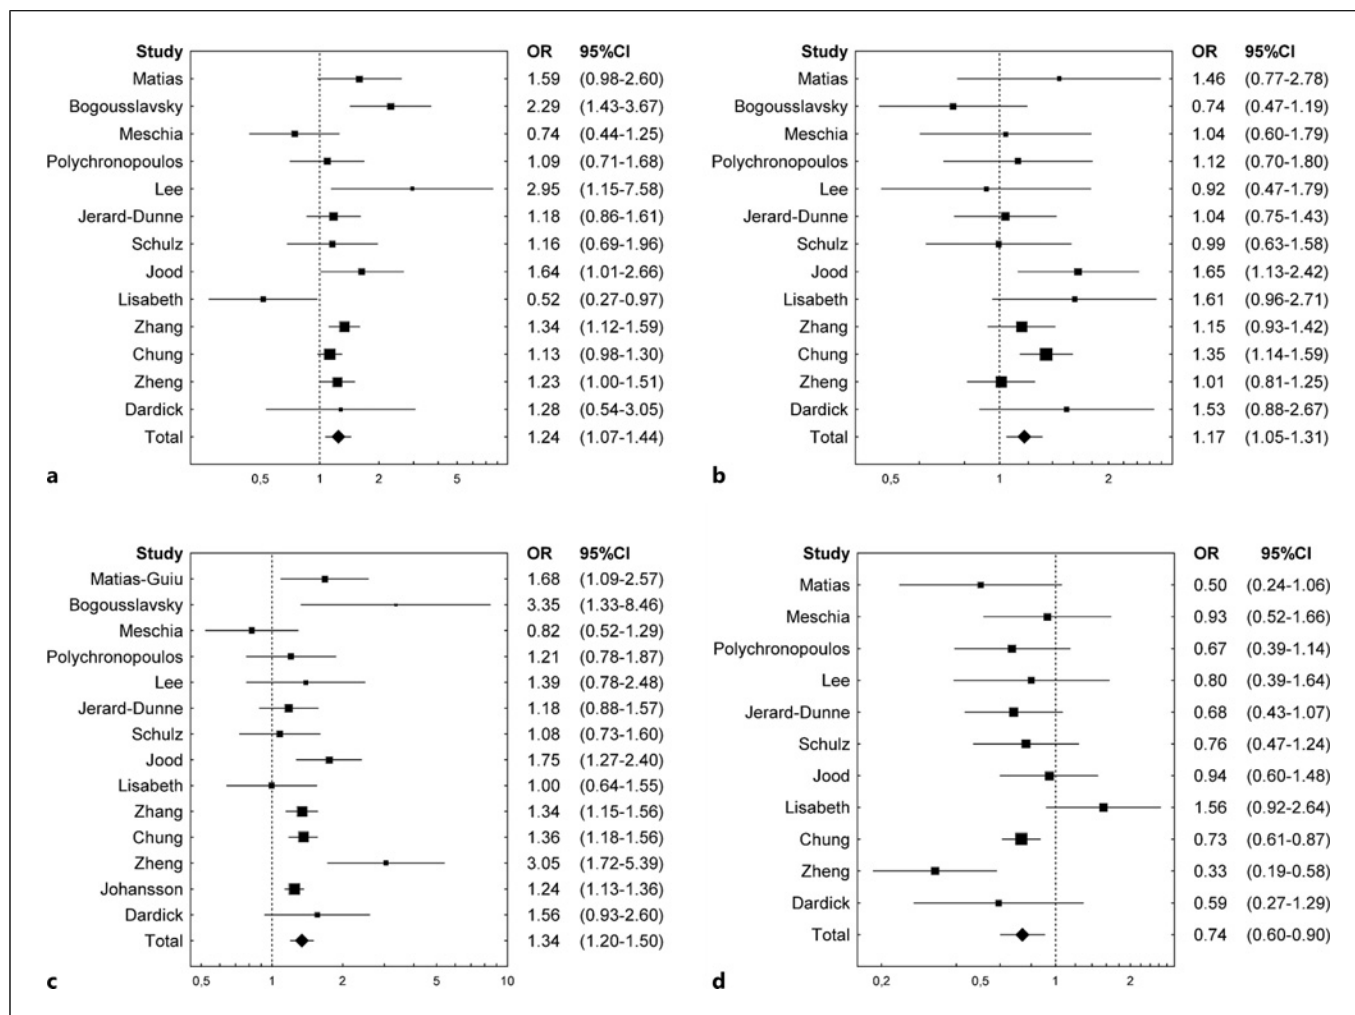 Study OR 95%CI
Matias 1.59 (0.98-2.60)
Bogousslavsky 2.29 (1.43-3.67)
Meschia 0.74 (0.44-1.25)
Polychronopoulos 1.09 (0.71-1.68)
Lee 2.95 (1.15-7.58)
Jerard-Dunne 1.18 (0.86-1.61)
Schulz 1.16 (0.69-1.96)
Jood 1.64 (1.01-2.66)
Lisabeth 0.52 (0.27-0.97)
Zhang 1.34 (1.12-1.59)
Chung 1.13 (0.98-1.30)
Zheng 1.23 (1.00-1.51)
Dardick 1.28 (0.54-3.05)
Total 1.24 (1.07-1.44)
a 0,5 1 2 5
Study OR 95%CI
Matias 1.46 (0.77-2.78)
Bogousslavsky 0.74 (0.47-1.19)
Meschia 1.04 (0.60-1.79)
Polychronopoulos 1.12 (0.70-1.80)
Lee 0.92 (0.47-1.79)
Jerard-Dunne 1.04 (0.75-1.43)
Schulz 0.99 (0.63-1.58)
Jood 1.65 (1.13-2.42)
Lisabeth 1.61 (0.96-2.71)
Zhang 1.15 (0.93-1.42)
Chung 1.35 (1.14-1.59)
Zheng 1.01 (0.81-1.25)
Dardick 1.53 (0.88-2.67)
Total 1.17 (1.05-1.31)
b 0,5 1 2
Study OR 95%CI
Matias-Guiu 1.68 (1.09-2.57)
Bogousslavsky 3.35 (1.33-8.46)
Meschia 0.82 (0.52-1.29)
Polychronopoulos 1.21 (0.78-1.87)
Lee 1.39 (0.78-2.48)
Jerard-Dunne 1.18 (0.88-1.57)
Schulz 1.08 (0.73-1.60)
Jood 1.75 (1.27-2.40)
Lisabeth 1.00 (0.64-1.55)
Zhang 1.34 (1.15-1.56)
Chung 1.36 (1.18-1.56)
Zheng 3.05 (1.72-5.39)
Johansson 1.24 (1.13-1.36)
Dardick 1.56 (0.93-2.60)
Total 1.34 (1.20-1.50)
c 0,5 1 2 5 10
Study OR 95%CI
Matias 0.50 (0.24-1.06)
Meschia 0.93 (0.52-1.66)
Polychronopoulos 0.67 (0.39-1.14)
Lee 0.80 (0.39-1.64)
Jerard-Dunne 0.68 (0.43-1.07)
Schulz 0.76 (0.47-1.24)
Jood 0.94 (0.60-1.48)
Lisabeth 1.56 (0.92-2.64)
Chung 0.73 (0.61-0.87)
Zheng 0.33 (0.19-0.58)
Dardick 0.59 (0.27-1.29)
Total 0.74 (0.60-0.90)
d 0,2 0,5 1 2